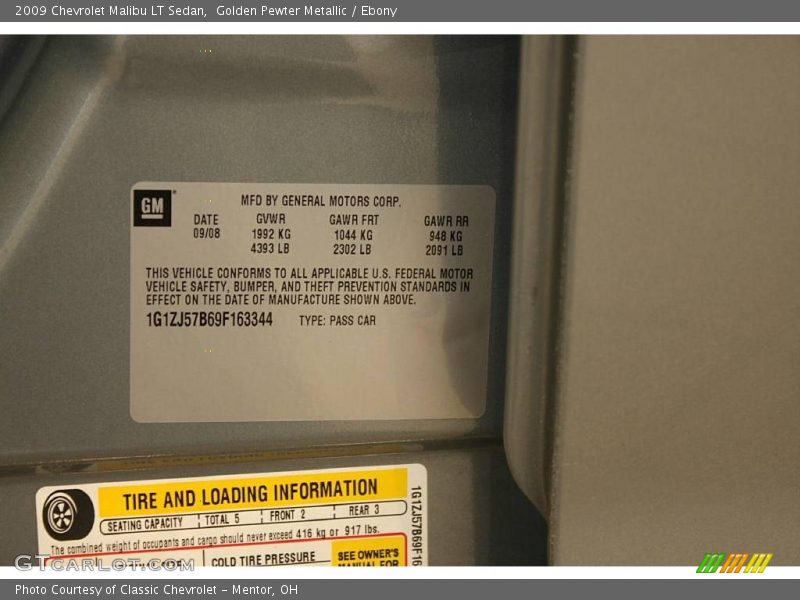 2009 Chevrolet Malibu LT Sedan, Golden Pewter Metallic / Ebony
GM
MFD BY GENERAL MOTORS CORP.
DATE GVWR GAWR FRT GAWR RR
09/08 1992 KG 1044 KG 948 KG
4393 LB 2302 LB 2091 LB
THIS VEHICLE CONFORMS TO ALL APPLICABLE U.S. FEDERAL MOTOR
VEHICLE SAFETY, BUMPER, AND THEFT PREVENTION STANDARDS IN
EFFECT ON THE DATE OF MANUFACTURE SHOWN ABOVE.
1G1ZJ57B69F163344 TYPE: PASS CAR
TIRE AND LOADING INFORMATION
SEATING CAPACITY TOTAL 5 FRONT 2 REAR 3
The combined weight of occupants and cargo should never exceed 416 kg or 917 lbs.
COLD TIRE PRESSURE
SEE OWNER'S
MANUAL FOR
1G1ZJ57B69F16
GTCARLOT.COM
Photo Courtesy of Classic Chevrolet - Mentor, OH